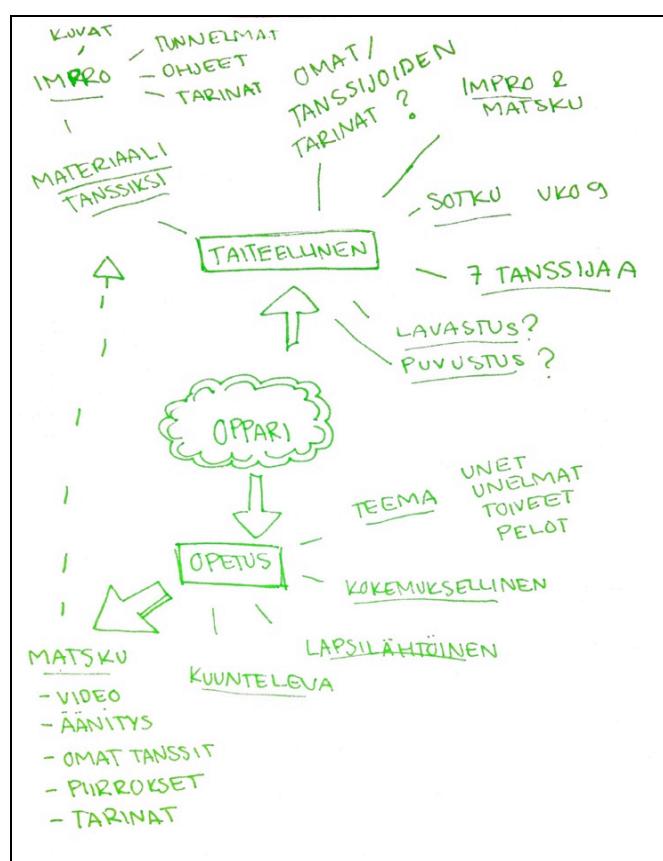 KUVAT
IMPRO
TUNNELMAT
- OHJEET
TARINAT
MATERIAALI
TANSSIKSI
OMAT/
TANSSIJOIDEN
TARINAT ?
IMPRO &
MATSKU
SOTKU VKO 9
7 TANSSIJAA
TAITEELLINEN
LAVASTUS?
PUVUSTUS?
OPPARI
OPETUS
TEEMA
UNET
UNELMAT
TOIVEET
PELOT
KOKEMUKSELLINEN
LAPSILÄHTÖINEN
KUUNTELEVA
MATSKU
- VIDEO
- ÄÄNITYS
- OMAT TANSSIT
- PIIRROKSET
- TARINAT